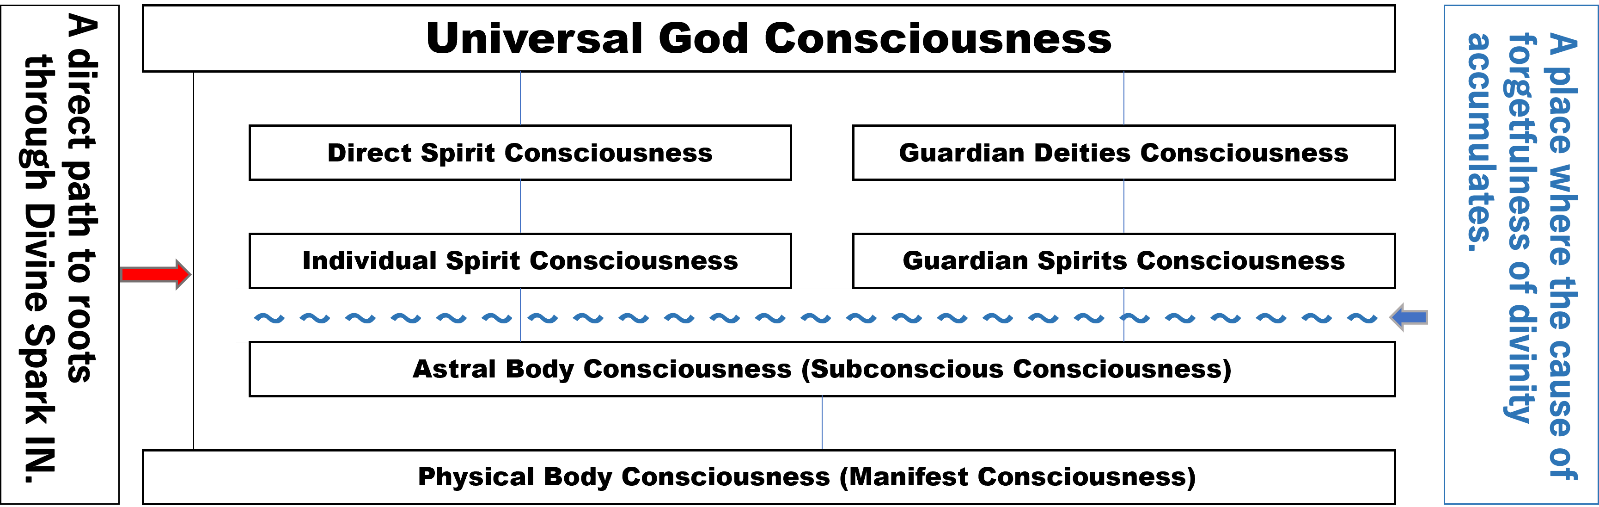 A direct path to roots
through Divine Spark IN.
Universal God Consciousness
Direct Spirit Consciousness
Guardian Deities Consciousness
Individual Spirit Consciousness
Guardian Spirits Consciousness
Astral Body Consciousness (Subconscious Consciousness)
Physical Body Consciousness (Manifest Consciousness)
A place where the cause of
forgetfulness of divinity
accumulates.